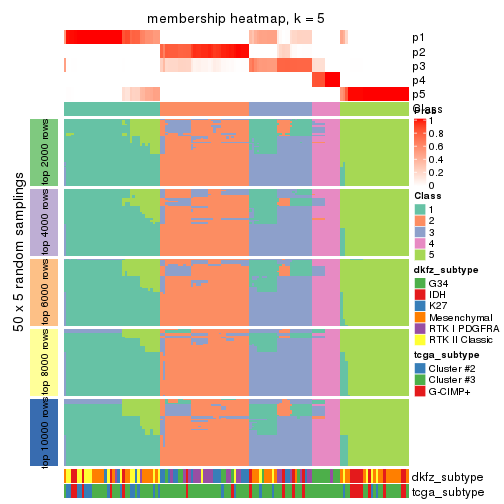 membership heatmap, k = 5
p1
p2
p3
p4
p5
Class
1
0.8
0.6
0.4
0.2
0
Class
1
2
3
4
5
dkfz_subtype
G34
IDH
K27
Mesenchymal
RTK I PDGFRA
RTK II Classic
tcga_subtype
Cluster #2
Cluster #3
G-CIMP+
50 x 5 random samplings
top 2000 rows
top 4000 rows
top 6000 rows
top 8000 rows
top 10000 rows
dkfz_subtype
tcga_subtype